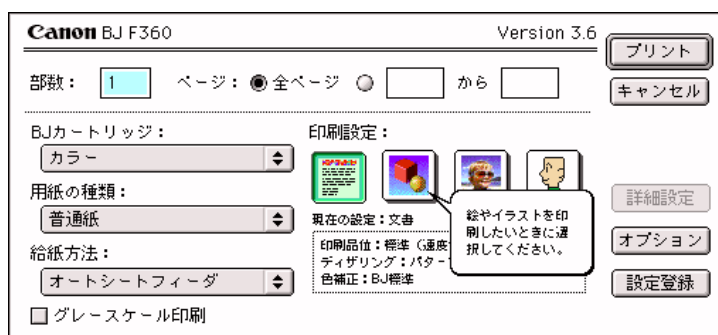 Canon BJ F360
Version 3.6
プリント
部数： 1 ページ： 全ページ から
キャンセル
BJカートリッジ：
カラー
用紙の種類：
普通紙
給紙方法：
オートシートフィーダ
グレースケール印刷
印刷設定：
現在の設定：文書
印刷品位：標準（速度
ディザリング：パター
色補正：BJ標準
絵やイラストを印
刷したいときに選
択してください。
詳細設定
オプション
設定登録